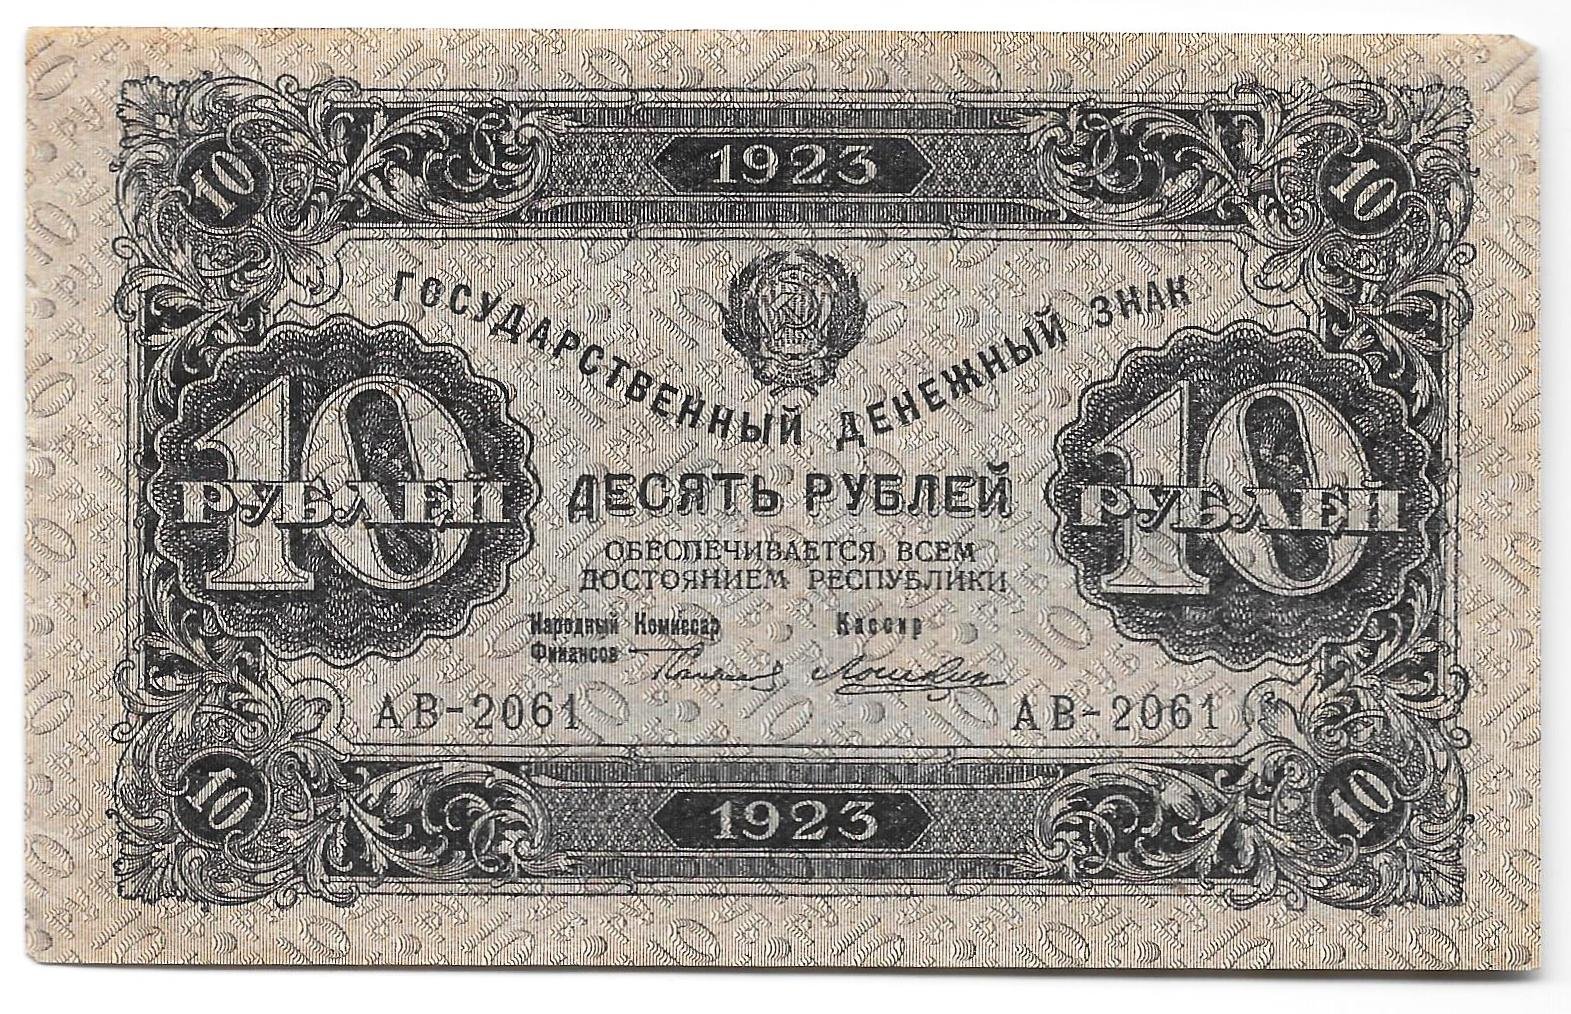 1923
10 10
ГОСУДАРСТВЕННЫЙ ДЕНЕЖНЫЙ ЗНАК
10 10
РУБЛЕЙ ДЕСЯТЬ РУБЛЕЙ РУБЛЕЙ
ОБЕСПЕЧИВАЕТСЯ ВСЕМ
ДОСТОЯНИЕМ РЕСПУБЛИКИ
Народный Комиссар Кассир
Финансов
АВ-2061 АВ-2061
10 10
1923